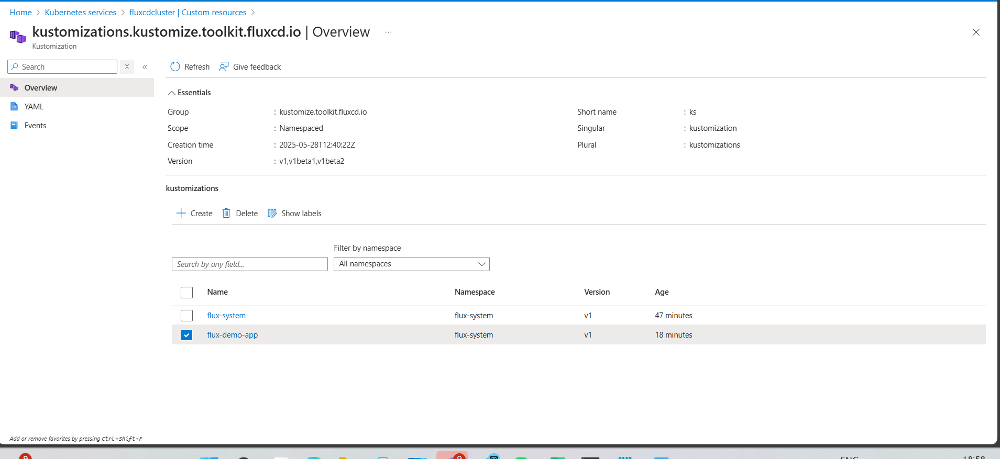 Home > Kubernetes services > fluxcdcluster | Custom resources >
kustomizations.kustomize.toolkit.fluxcd.io | Overview ...
Kustomization
Search
Refresh Give feedback
Overview
YAML
Events
Essentials
Group : kustomize.toolkit.fluxcd.io Short name : ks
Scope : Namespaced Singular : kustomization
Creation time : 2025-05-28T12:40:22Z Plural : kustomizations
Version : v1,v1beta1,v1beta2
kustomizations
Create Delete Show labels
Filter by namespace
Search by any field... All namespaces
Name Namespace Version Age
flux-system flux-system v1 47 minutes
flux-demo-app flux-system v1 18 minutes
Add or remove favorites by pressing Ctrl+Shift+F